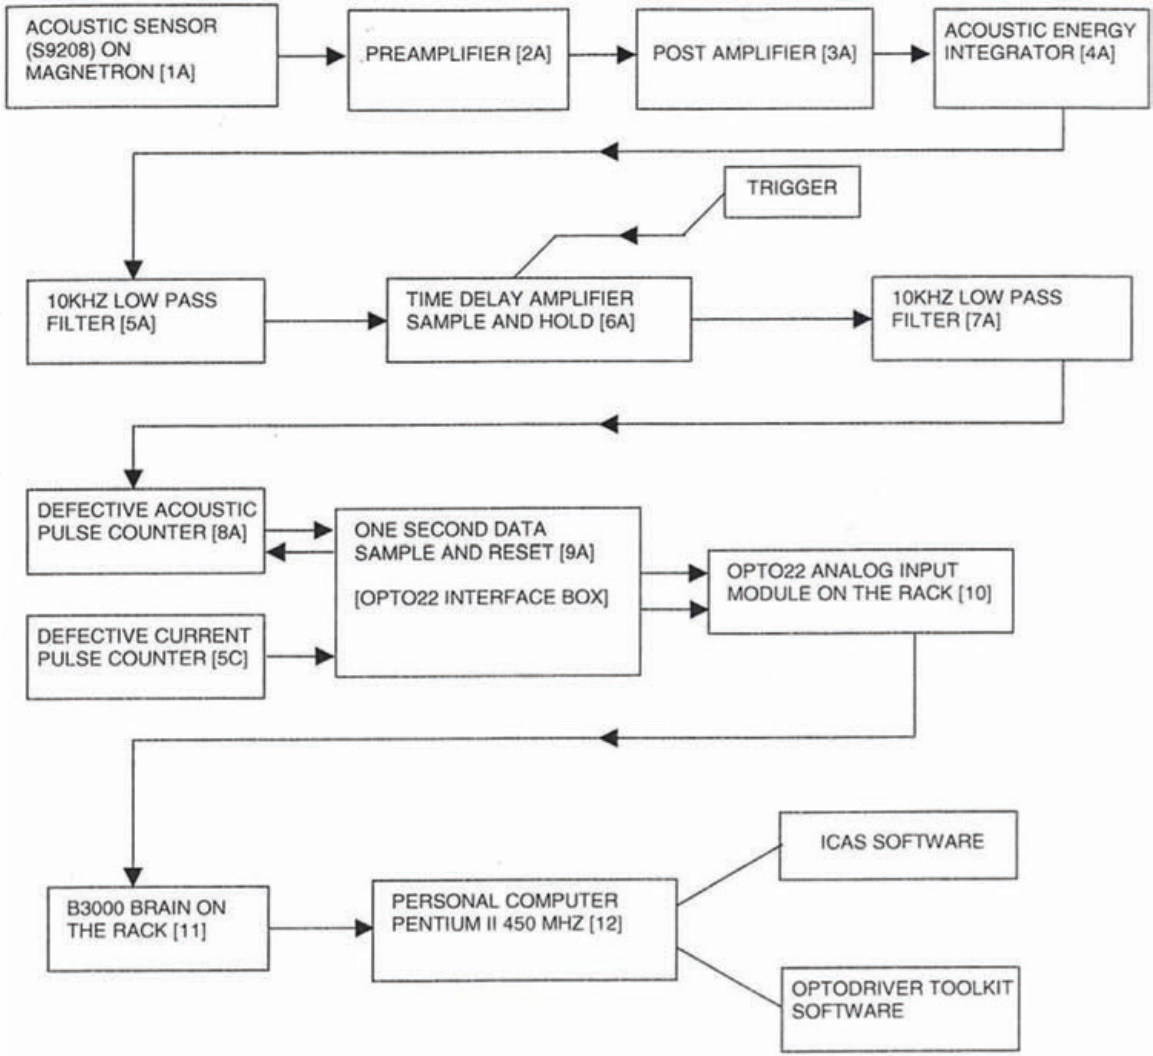 ACOUSTIC SENSOR
(S9208) ON
MAGNETRON [1A]
PREAMPLIFIER [2A]
POST AMPLIFIER [3A]
ACOUSTIC ENERGY
INTEGRATOR [4A]
TRIGGER
10KHZ LOW PASS
FILTER [5A]
TIME DELAY AMPLIFIER
SAMPLE AND HOLD [6A]
10KHZ LOW PASS
FILTER [7A]
DEFECTIVE ACOUSTIC
PULSE COUNTER [8A]
ONE SECOND DATA
SAMPLE AND RESET [9A]
[OPTO22 INTERFACE BOX]
OPTO22 ANALOG INPUT
MODULE ON THE RACK [10]
DEFECTIVE CURRENT
PULSE COUNTER [5C]
ICAS SOFTWARE
B3000 BRAIN ON
THE RACK [11]
PERSONAL COMPUTER
PENTIUM II 450 MHZ [12]
OPTODRIVER TOOLKIT
SOFTWARE